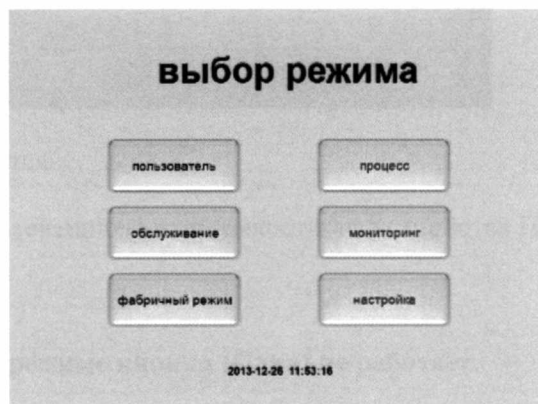 выбор режима
пользователь
процесс
обслуживание
мониторинг
фабричный режим
настройка
2013-12-26 11:53:16